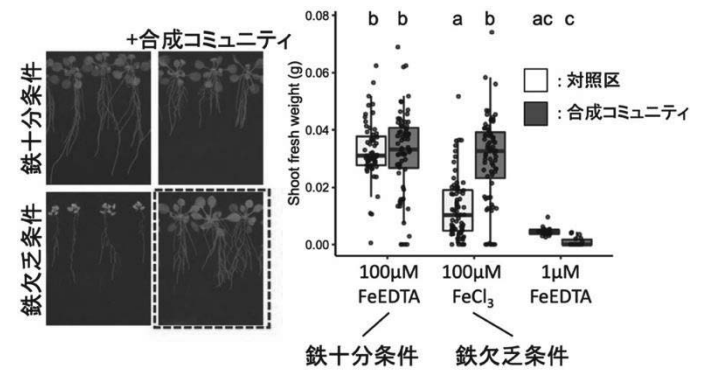 +合成コミュニティ
鉄十分条件
鉄欠乏条件
Shoot fresh weight (g)
0.08
0.06
0.04
0.02
0.00
b b a b ac c
: 対照区
: 合成コミュニティ
100μM FeEDTA
100μM FeCl₃
1μM FeEDTA
鉄十分条件
鉄欠乏条件